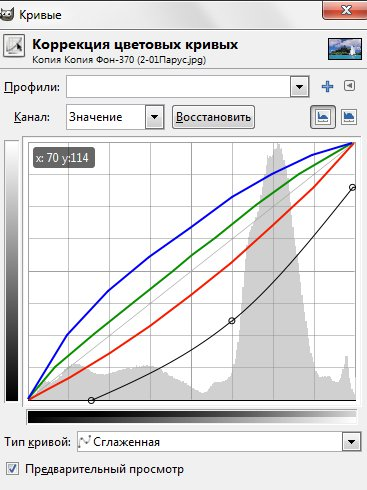 Кривые
Коррекция цветовых кривых
Копия Копия Фон-370 (2-01Парус.jpg)
Профили:
Канал: Значение Восстановить
x: 70 y:114
Тип кривой: Сглаженная
Предварительный просмотр